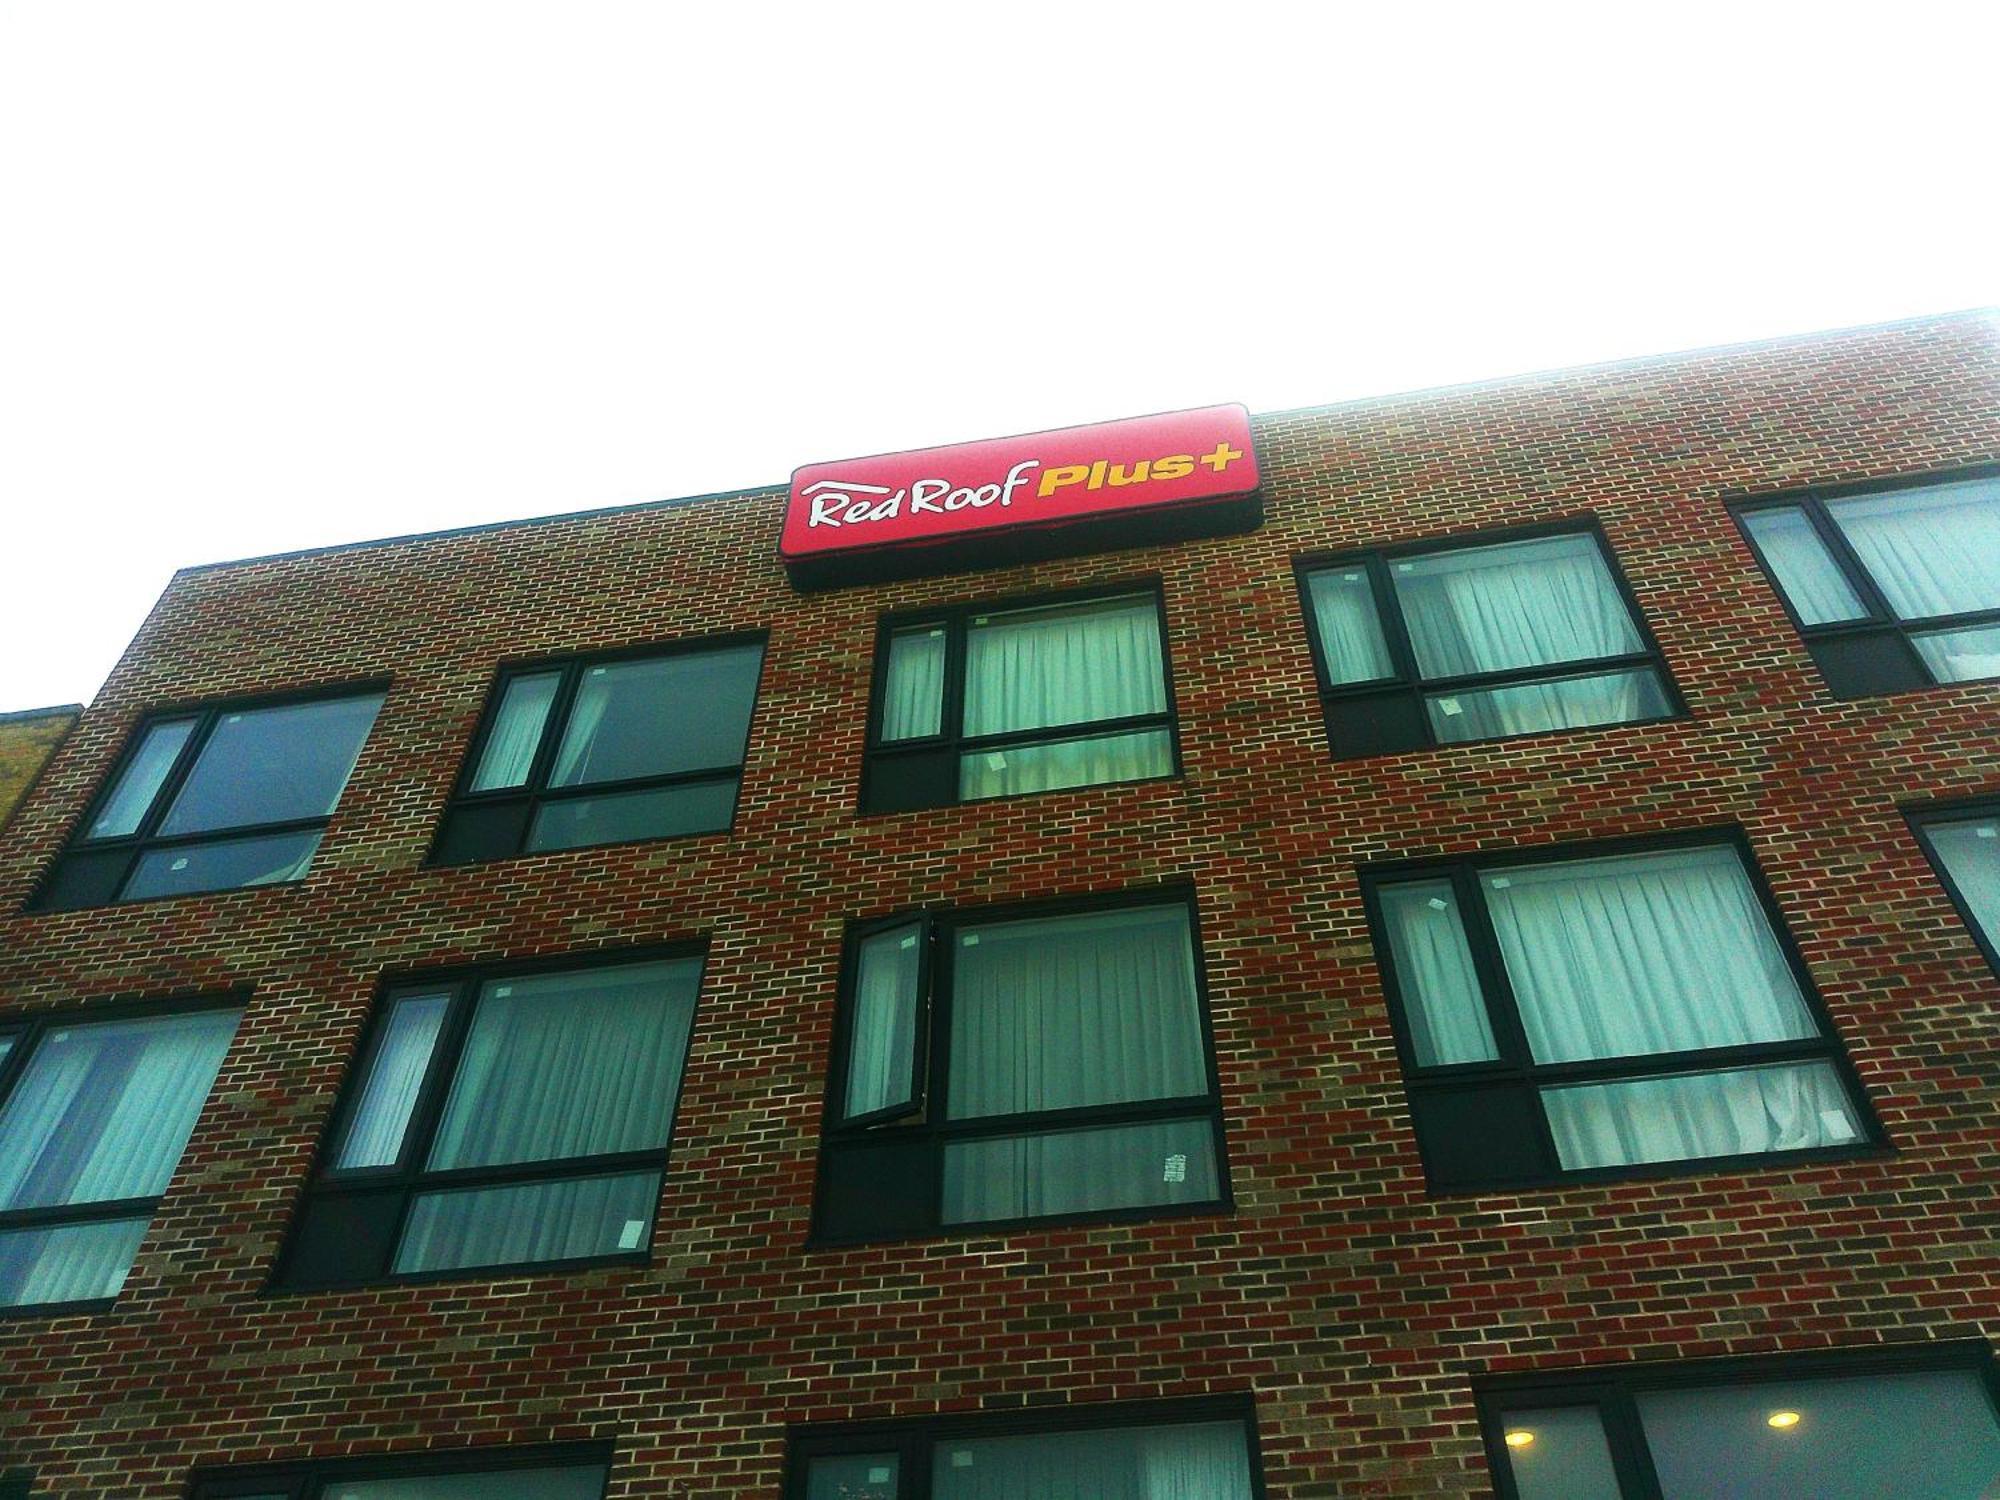 Red Roof Plus+